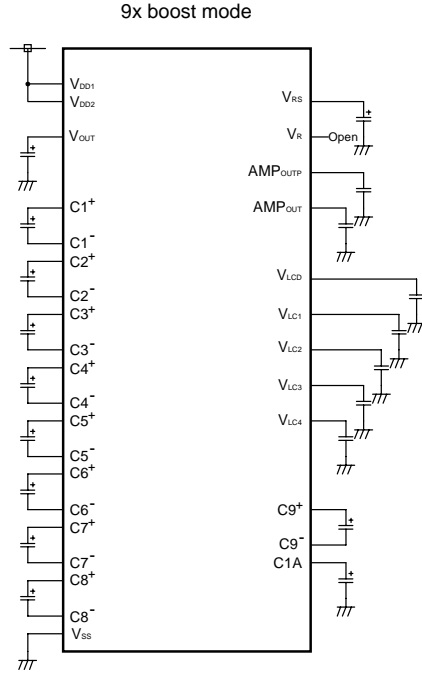 9x boost mode
VDD1
VDD2
VOUT
C1+
C1-
C2+
C2-
C3+
C3-
C4+
C4-
C5+
C5-
C6+
C6-
C7+
C7-
C8+
C8-
VSS
VRS
VR Open
AMPOUTP
AMPOUT
VLCD
VLC1
VLC2
VLC3
VLC4
C9+
C9-
C1A